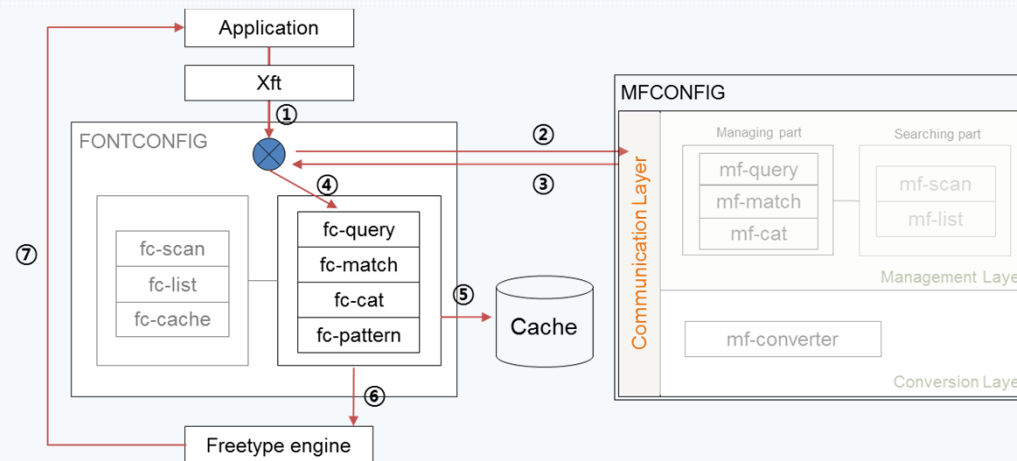 Application
Xft
①
FONTCONFIG
②
③
④
fc-scan
fc-list
fc-cache
fc-query
fc-match
fc-cat
fc-pattern
⑤
Cache
⑥
⑦
Freetype engine
MFCONFIG
Communication Layer
Managing part
mf-query
mf-match
mf-cat
Searching part
mf-scan
mf-list
Management Laye
mf-converter
Conversion Laye